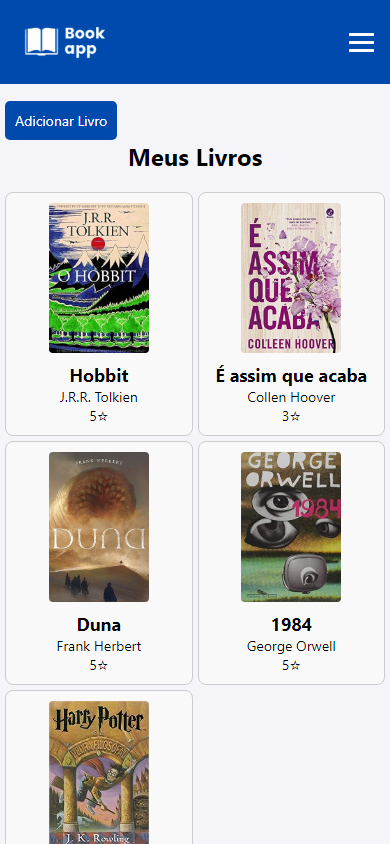 Book
app
Adicionar Livro
Meus Livros
J.R.R.
TOLKIEN
O HOBBIT
Hobbit
J.R.R. Tolkien
5☆
É
ASSIM
QUE
ACABA
COLLEEN HOOVER
É assim que acaba
Collen Hoover
3☆
FRANK HERBERT
DUNA
Duna
Frank Herbert
5☆
GEORGE
ORWELL
1984
1984
George Orwell
5☆
Harry Potter
J. K. Rowling